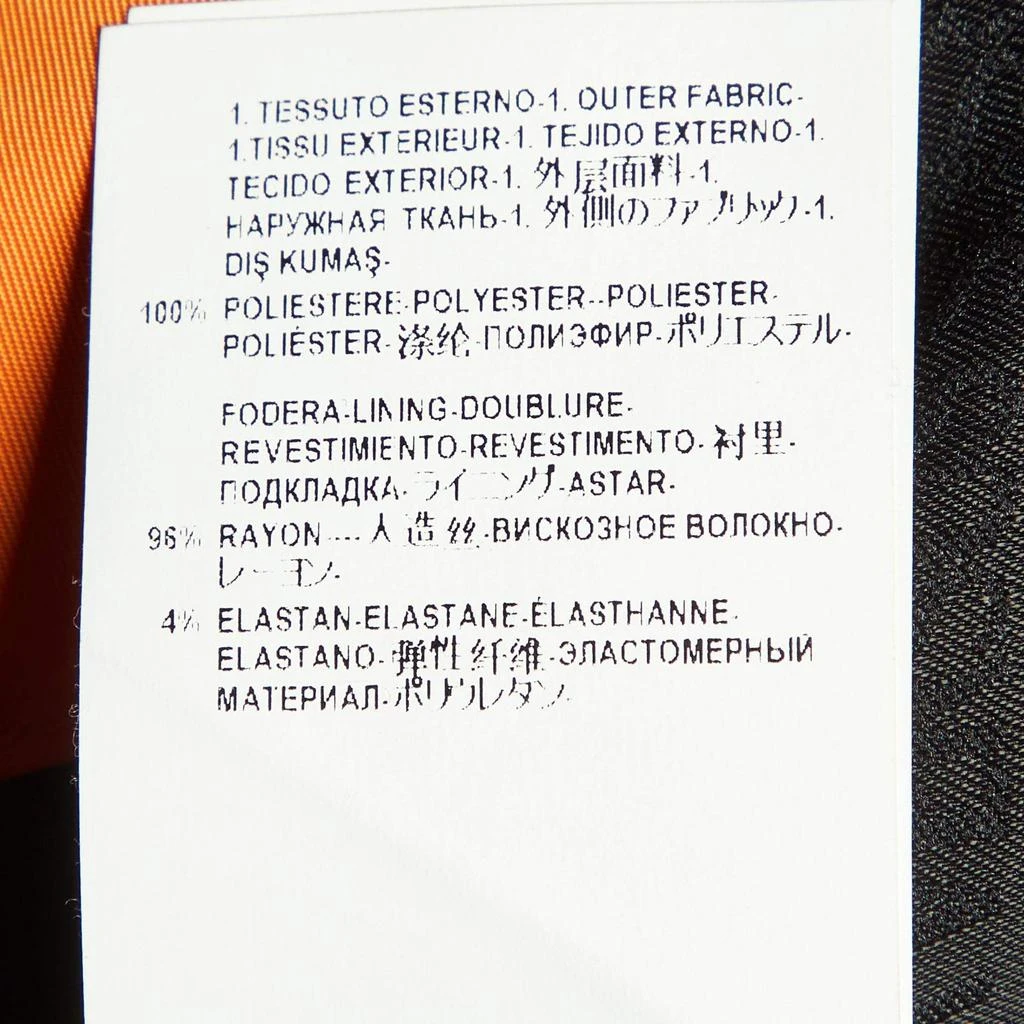 1. TESSUTO ESTERNO-1. OUTER FABRIC-
1.TISSU EXTERIEUR-1. TEJIDO EXTERNO-1.
TECIDO EXTERIOR-1. 外层面料-1.
НАРУЖНАЯ ТКАНЬ-1. 外側のファブリック-1.
DIŞ KUMAŞ-
100% POLIESTERE-POLYESTER--POLIESTER-
POLIÉSTER-涤纶-ПОЛИЭФИР-ポリエステル-
FODERA-LINING-DOUBLURE-
REVESTIMIENTO-REVESTIMENTO-衬里-
ПОДКЛАДКА-ライニング-ASTAR-
96% RAYON----人造丝-ВИСКОЗНОЕ ВОЛОКНО-
レーヨン-
4% ELASTAN-ELASTANE-ÉLASTHANNE-
ELASTANO-弹性纤维-ЭЛАСТОМЕРНЫЙ
МАТЕРИАЛ-ポリウレタン-